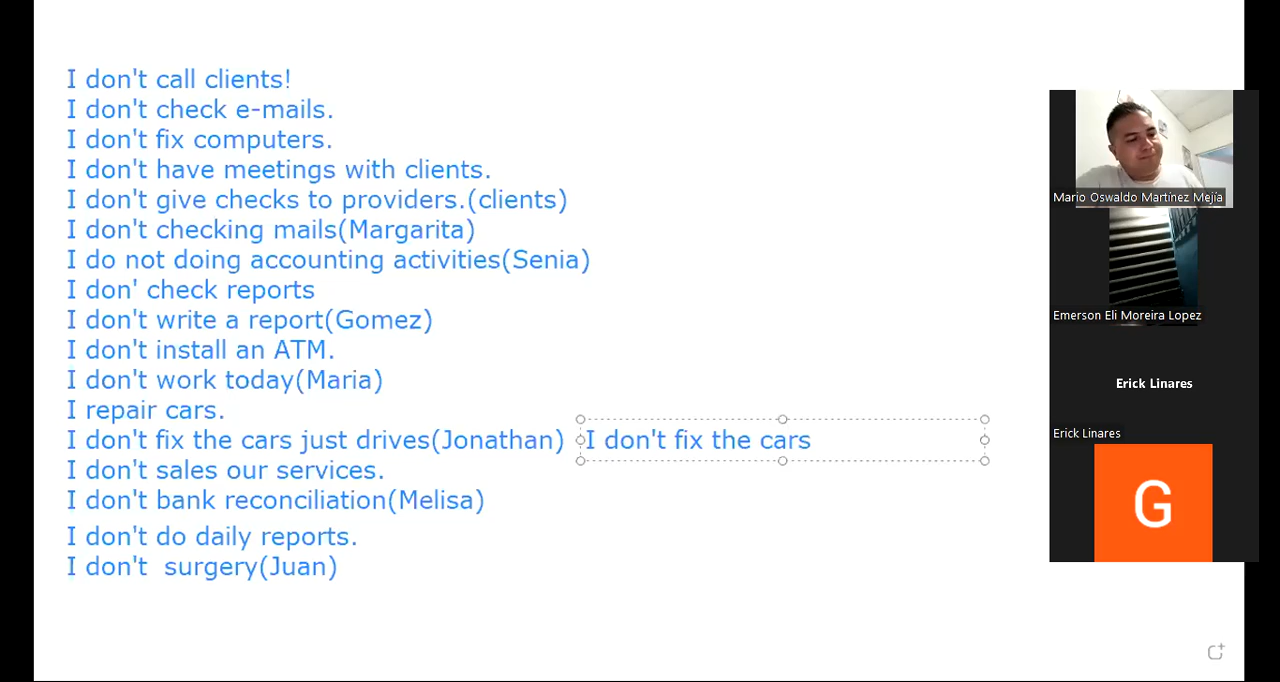 I don't call clients!
I don't check e-mails.
I don't fix computers.
I don't have meetings with clients.
I don't give checks to providers.(clients)
I don't checking mails(Margarita)
I do not doing accounting activities(Senia)
I don' check reports
I don't write a report(Gomez)
I don't install an ATM.
I don't work today(Maria)
I repair cars.
I don't fix the cars just drives(Jonathan) I don't fix the cars
I don't sales our services.
I don't bank reconciliation(Melisa)
I don't do daily reports.
I don't  surgery(Juan)
Mario Oswaldo Martínez Mejía
Emerson Eli Moreira Lopez
Erick Linares
Erick Linares
G